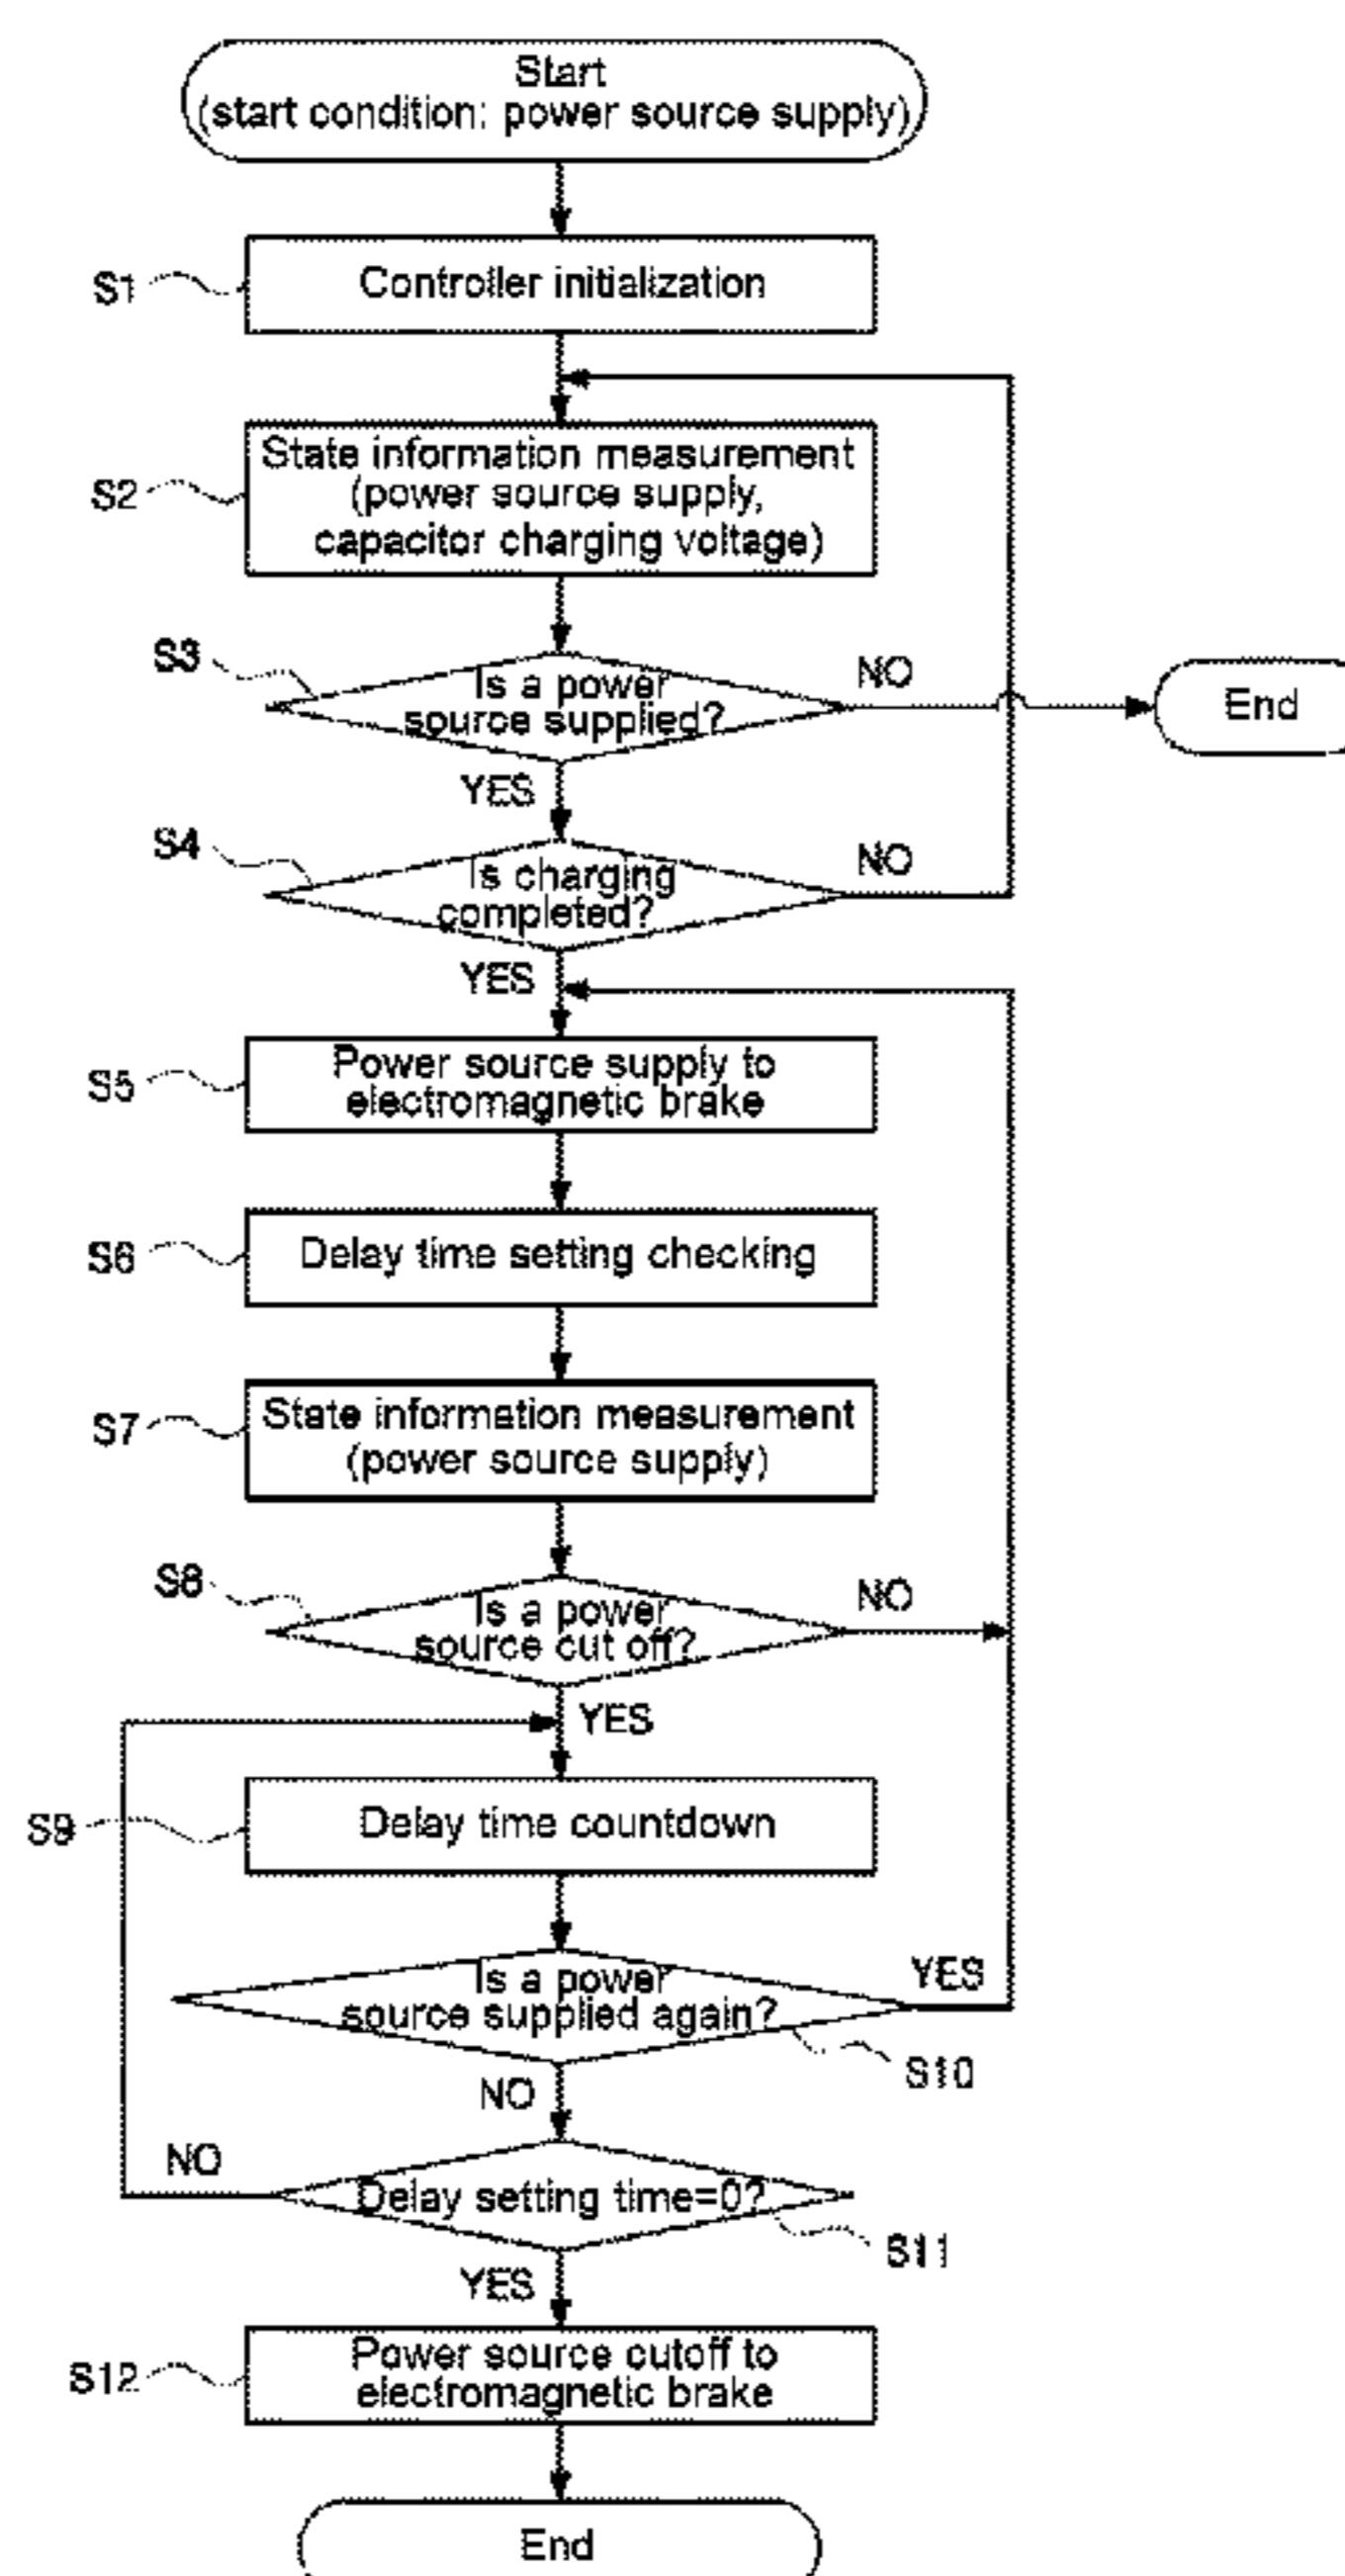 Start
(start condition: power source supply)
S1
Controller initialization
S2
State information measurement
(power source supply,
capacitor charging voltage)
S3
Is a power
source supplied?
NO
End
YES
S4
Is charging
completed?
NO
YES
S5
Power source supply to
electromagnetic brake
S6
Delay time setting checking
S7
State information measurement
(power source supply)
S8
Is a power
source cut off?
NO
YES
S9
Delay time countdown
Is a power
source supplied again?
YES
S10
NO
NO
Delay setting time=0?
S11
YES
S12
Power source cutoff to
electromagnetic brake
End